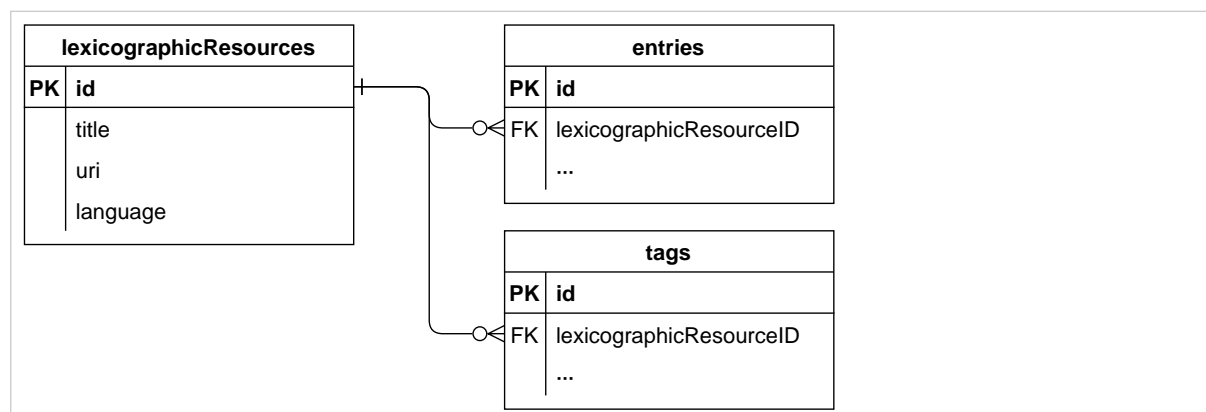 lexicographicResources
PK id
title
uri
language
entries
PK id
FK lexicographicResourceID
...
tags
PK id
FK lexicographicResourceID
...